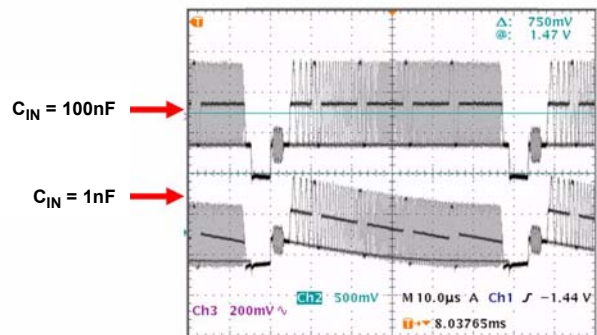 Δ: 750mV
@: 1.47 V
C_IN = 100nF
C_IN = 1nF
Ch2 500mV M 10.0µs A Ch1 ∫ −1.44 V
Ch3 200mV∿
8.03765ms